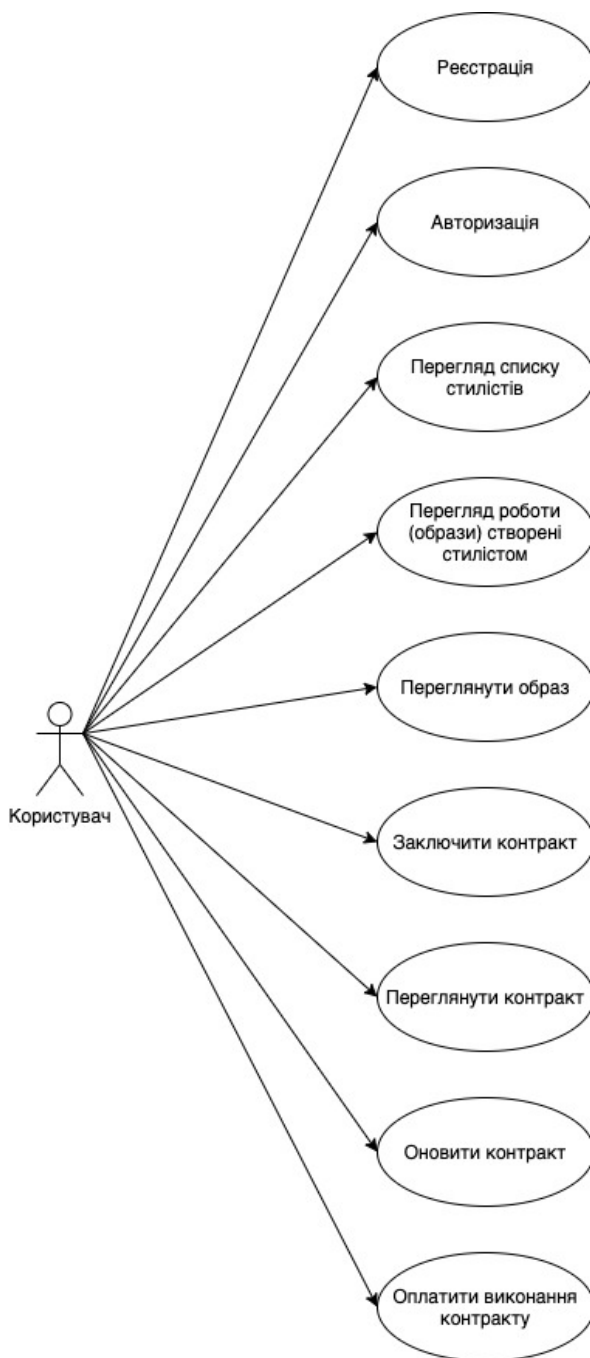 Реєстрація
Авторизація
Перегляд списку
стилістів
Перегляд роботи
(образи) створені
стилістом
Переглянути образ
Користувач
Заключити контракт
Переглянути контракт
Оновити контракт
Оплатити виконання
контракту